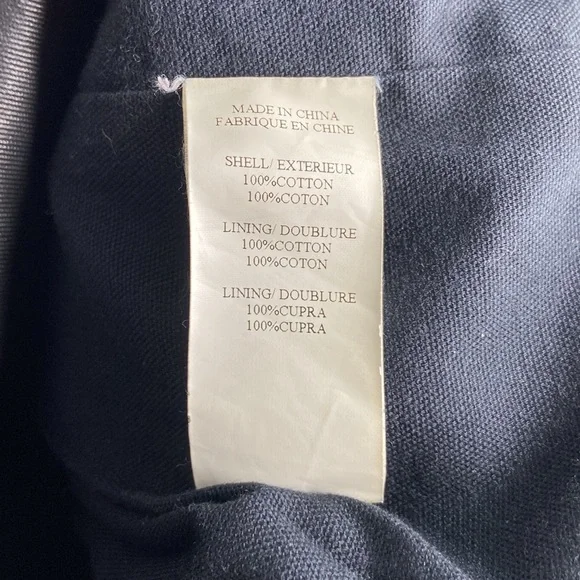 MADE IN CHINA
FABRIQUE EN CHINE
SHELL/ EXTERIEUR
100%COTTON
100%COTON
LINING/ DOUBLURE
100%COTTON
100%COTON
LINING/ DOUBLURE
100%CUPRA
100%CUPRA